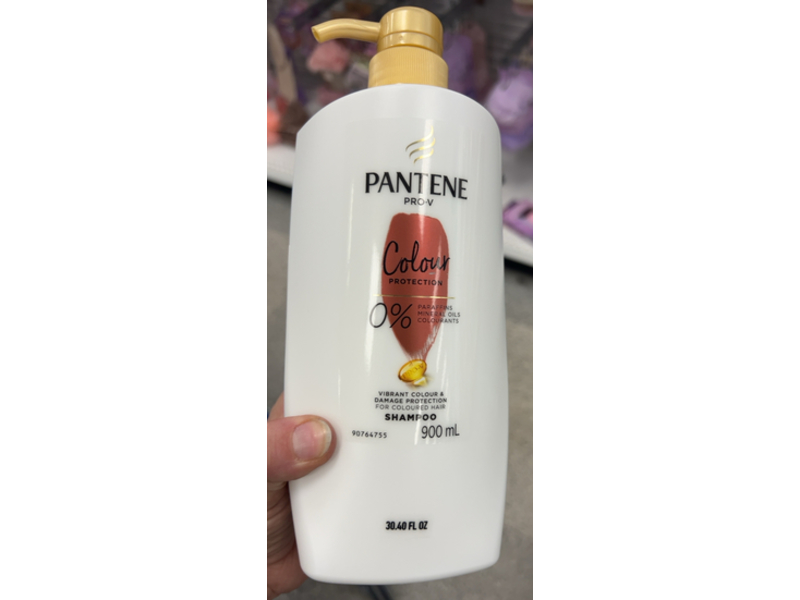 PANTENE
PRO-V
Colour
PROTECTION
0%
PARAFFINS
MINERAL OILS
COLOURANTS
VIBRANT COLOUR &
DAMAGE PROTECTION
FOR COLOURED HAIR
SHAMPOO
90764755
900 mL
30.40 FL OZ